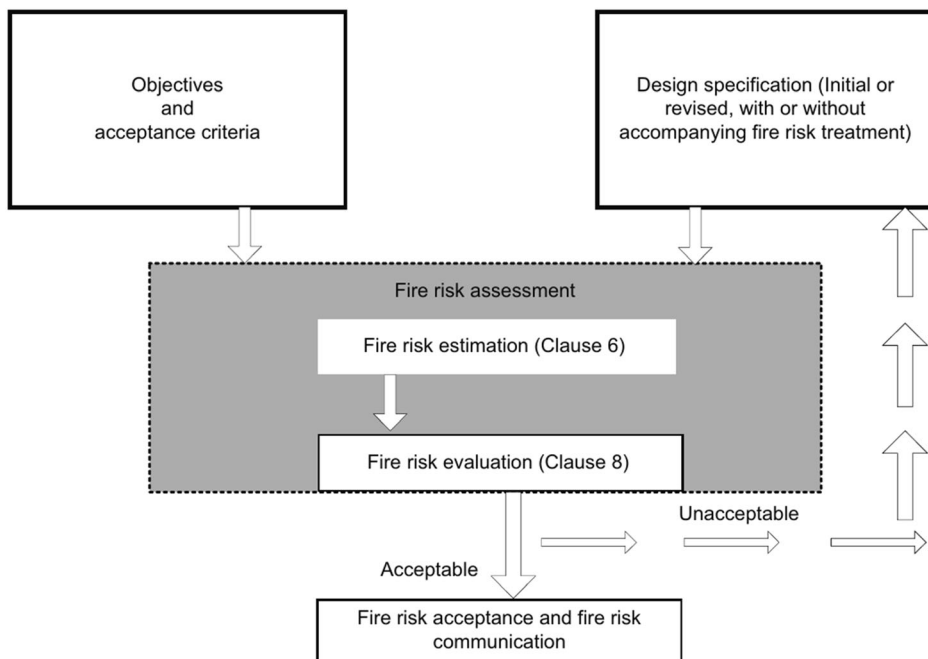 Objectives
and
acceptance criteria
Design specification (Initial or
revised, with or without
accompanying fire risk treatment)
Fire risk assessment
Fire risk estimation (Clause 6)
Fire risk evaluation (Clause 8)
Unacceptable
Acceptable
Fire risk acceptance and fire risk
communication